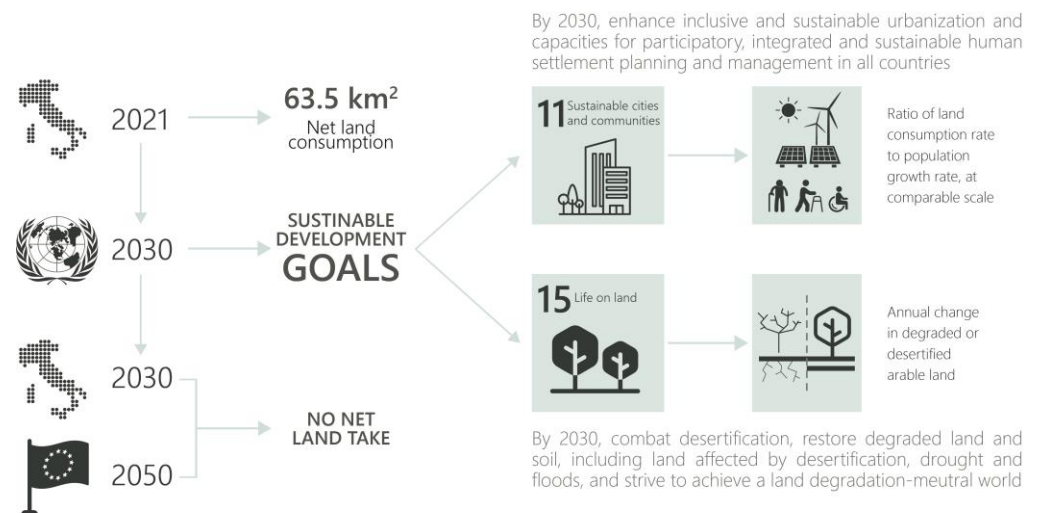 By 2030, enhance inclusive and sustainable urbanization and
capacities for participatory, integrated and sustainable human
settlement planning and management in all countries
2021
63.5 km²
Net land
consumption
11 Sustainable cities
and communities
Ratio of land
consumption rate
to population
growth rate, at
comparable scale
2030
SUSTINABLE
DEVELOPMENT
GOALS
15 Life on land
Annual change
in degraded or
desertified
arable land
2030
NO NET
LAND TAKE
2050
By 2030, combat desertification, restore degraded land and
soil, including land affected by desertification, drought and
floods, and strive to achieve a land degradation-meutral world